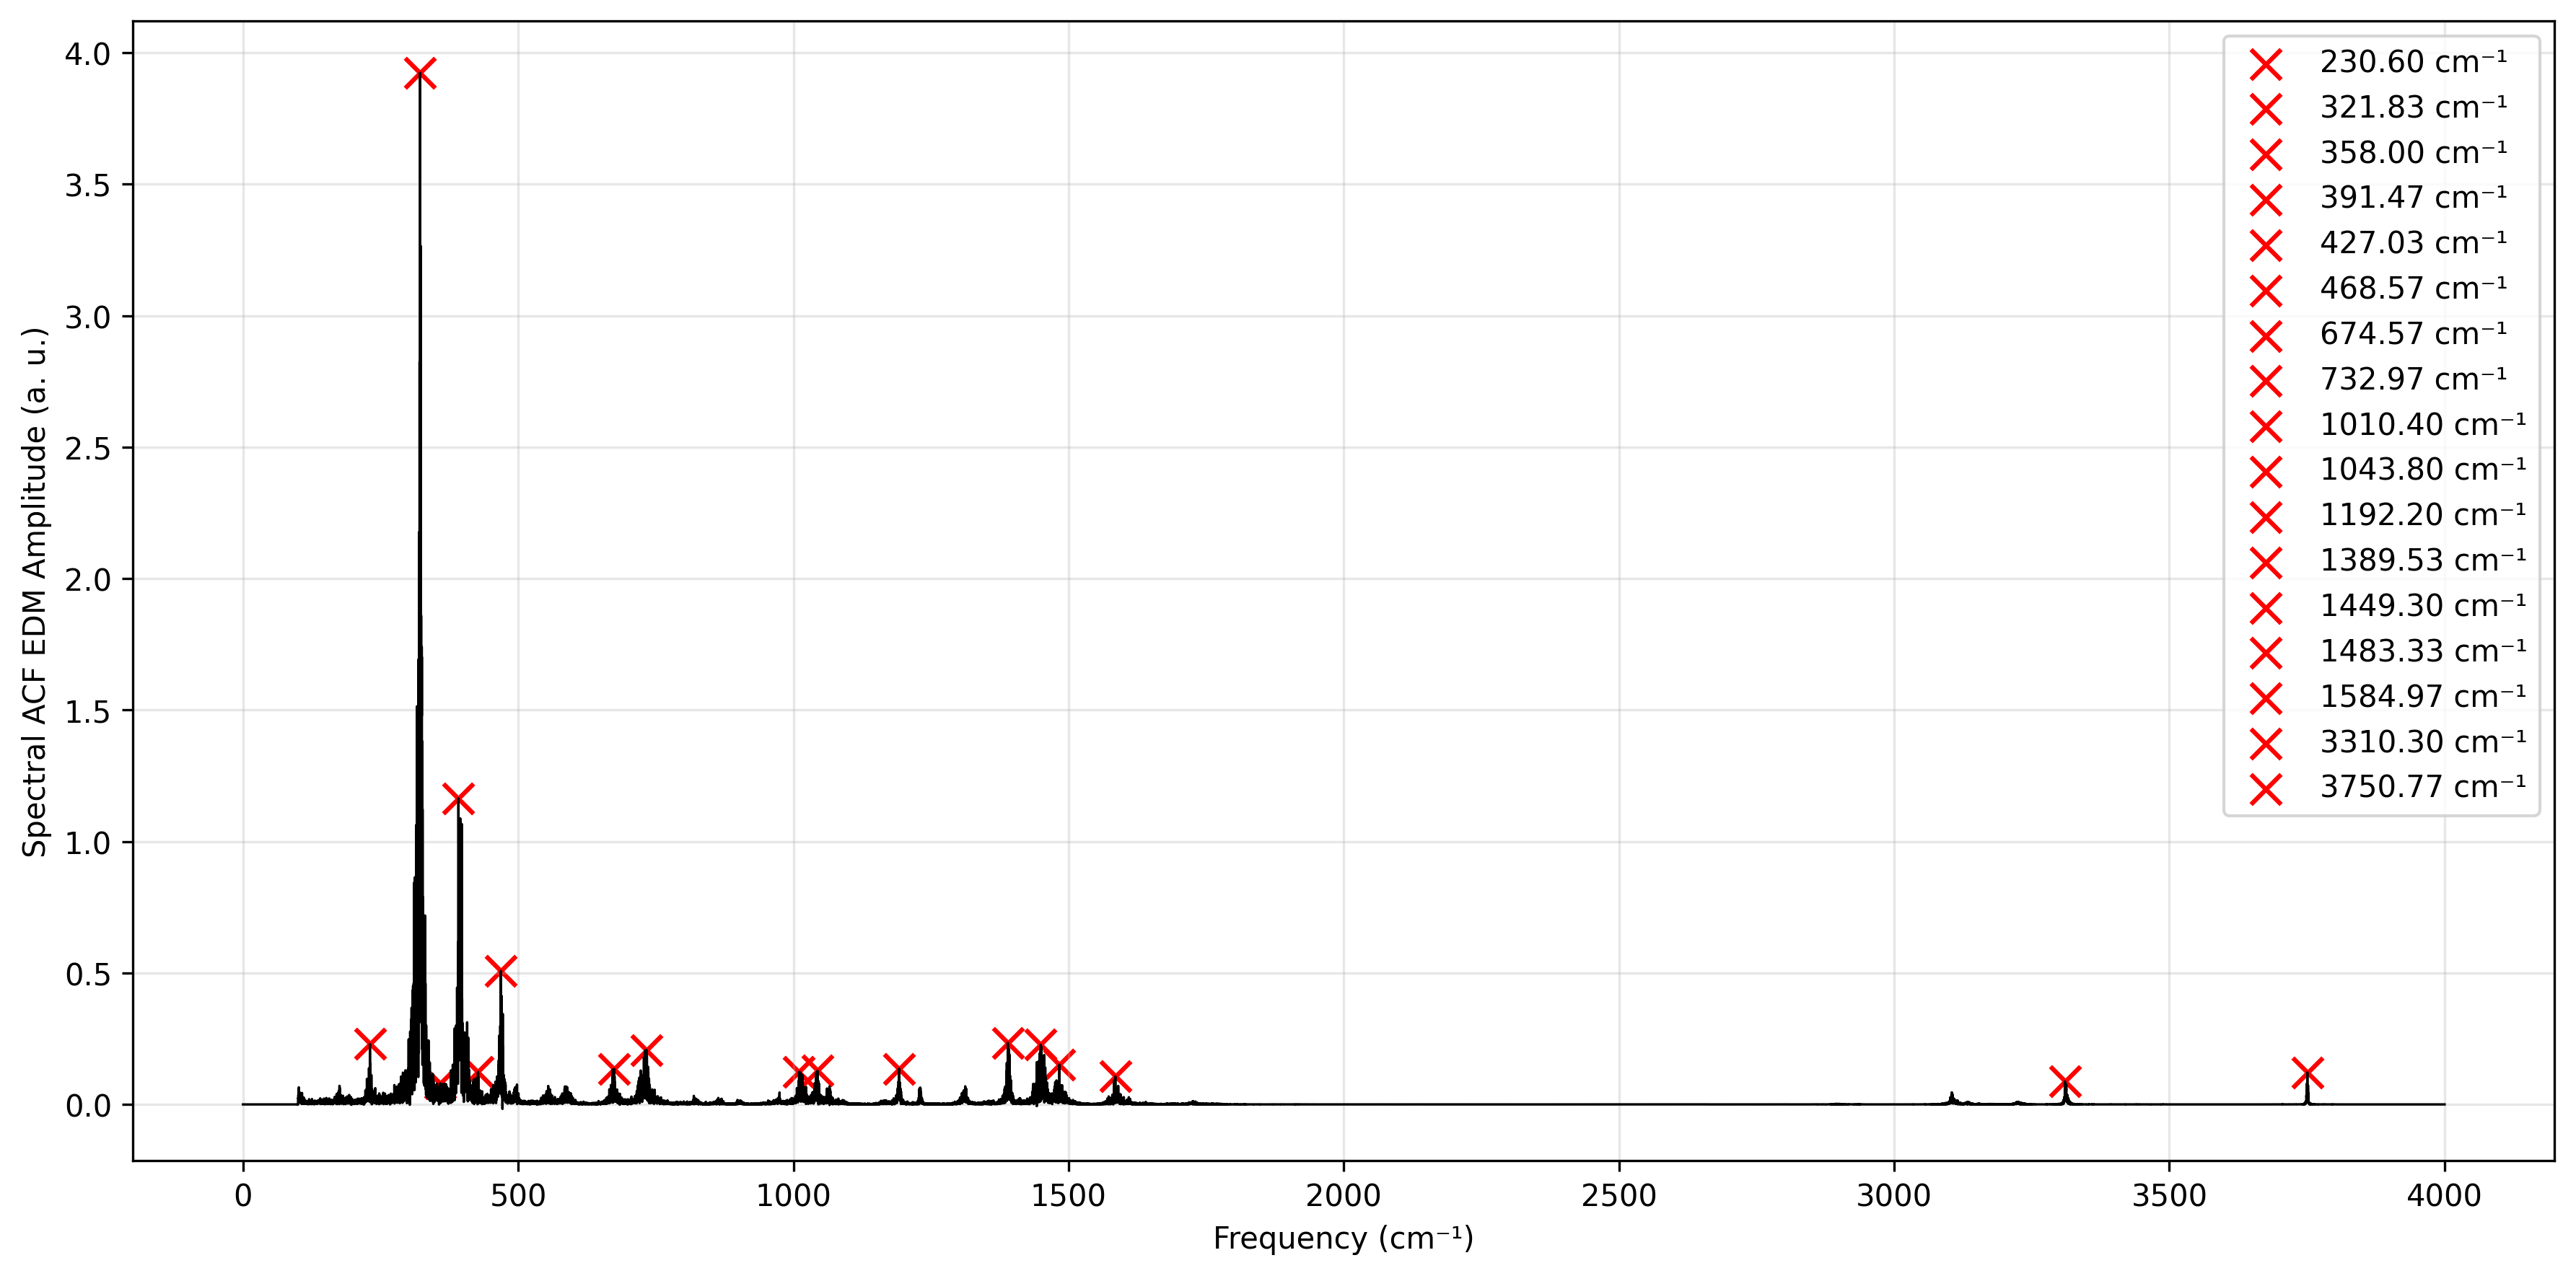 4.0
3.5
3.0
2.5
2.0
1.5
1.0
0.5
0.0
Spectral ACF EDM Amplitude (a. u.)
0 500 1000 1500 2000 2500 3000 3500 4000
Frequency (cm⁻¹)
230.60 cm⁻¹
321.83 cm⁻¹
358.00 cm⁻¹
391.47 cm⁻¹
427.03 cm⁻¹
468.57 cm⁻¹
674.57 cm⁻¹
732.97 cm⁻¹
1010.40 cm⁻¹
1043.80 cm⁻¹
1192.20 cm⁻¹
1389.53 cm⁻¹
1449.30 cm⁻¹
1483.33 cm⁻¹
1584.97 cm⁻¹
3310.30 cm⁻¹
3750.77 cm⁻¹